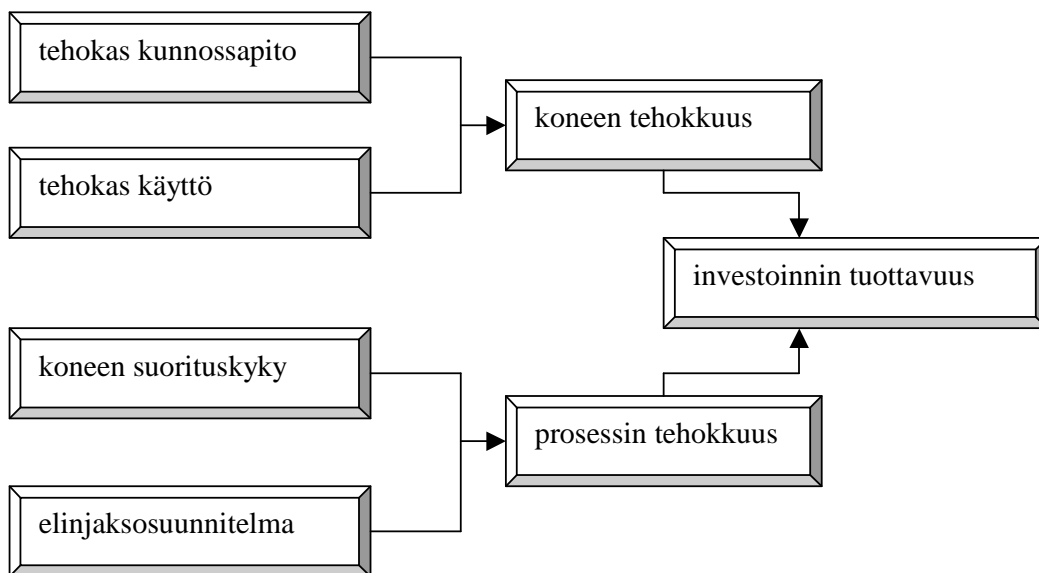 tehokas kunnossapito
tehokas käyttö
koneen tehokkuus
investoinnin tuottavuus
koneen suorituskyky
elinjaksosuunnitelma
prosessin tehokkuus